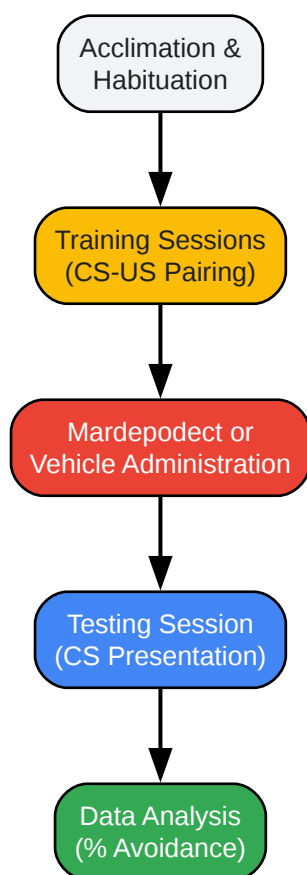 Acclimation &
Habituation
Training Sessions
(CS-US Pairing)
Mardepodect or
Vehicle Administration
Testing Session
(CS Presentation)
Data Analysis
(% Avoidance)